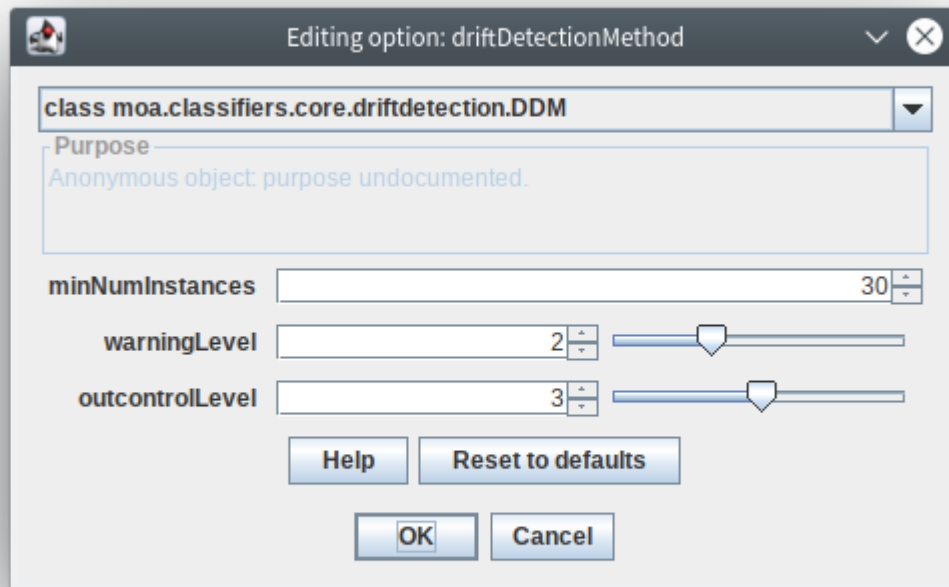 Editing option: driftDetectionMethod
class moa.classifiers.core.driftdetection.DDM
Purpose
Anonymous object: purpose undocumented.
minNumInstances 30
warningLevel 2
outcontrolLevel 3
Help Reset to defaults
OK Cancel